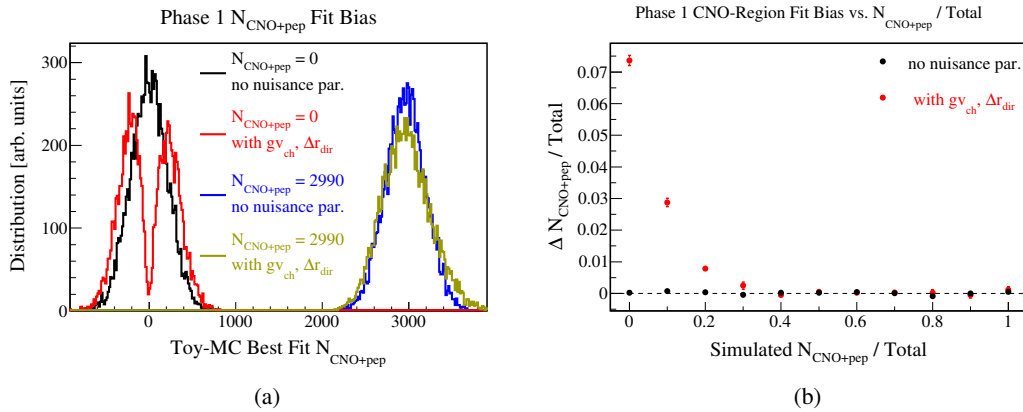 Phase 1 N_CNO+pep Fit Bias
Distribution [arb. units]
300
200
100
0
N_CNO+pep = 0
no nuisance par.
N_CNO+pep = 0
with gv_ch, Δr_dir
N_CNO+pep = 2990
no nuisance par.
N_CNO+pep = 2990
with gv_ch, Δr_dir
0 1000 2000 3000
Toy-MC Best Fit N_CNO+pep
(a)
Phase 1 CNO-Region Fit Bias vs. N_CNO+pep / Total
Δ N_CNO+pep / Total
0.07
0.06
0.05
0.04
0.03
0.02
0.01
0
no nuisance par.
with gv_ch, Δr_dir
0 0.2 0.4 0.6 0.8 1
Simulated N_CNO+pep / Total
(b)